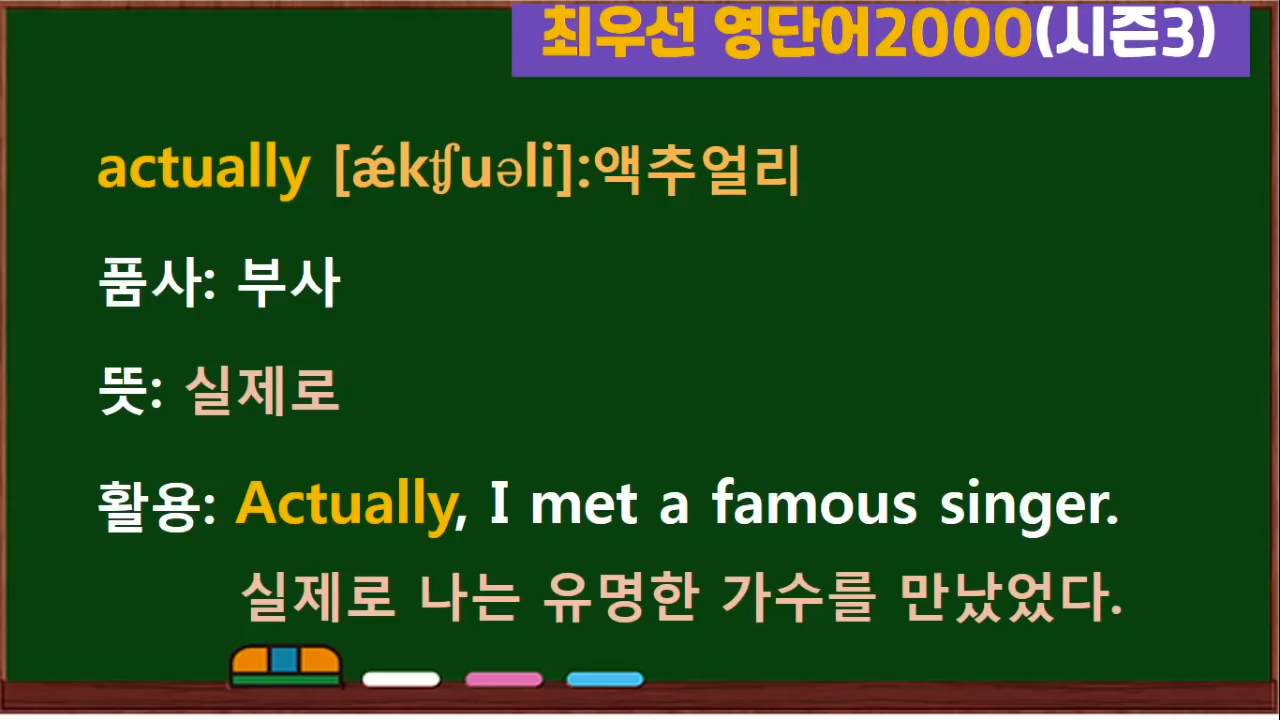 최우선 영단어2000(시즌3)
actually [ǽkʧuəli]:액추얼리
품사: 부사
뜻: 실제로
활용: Actually, I met a famous singer.
실제로 나는 유명한 가수를 만났었다.